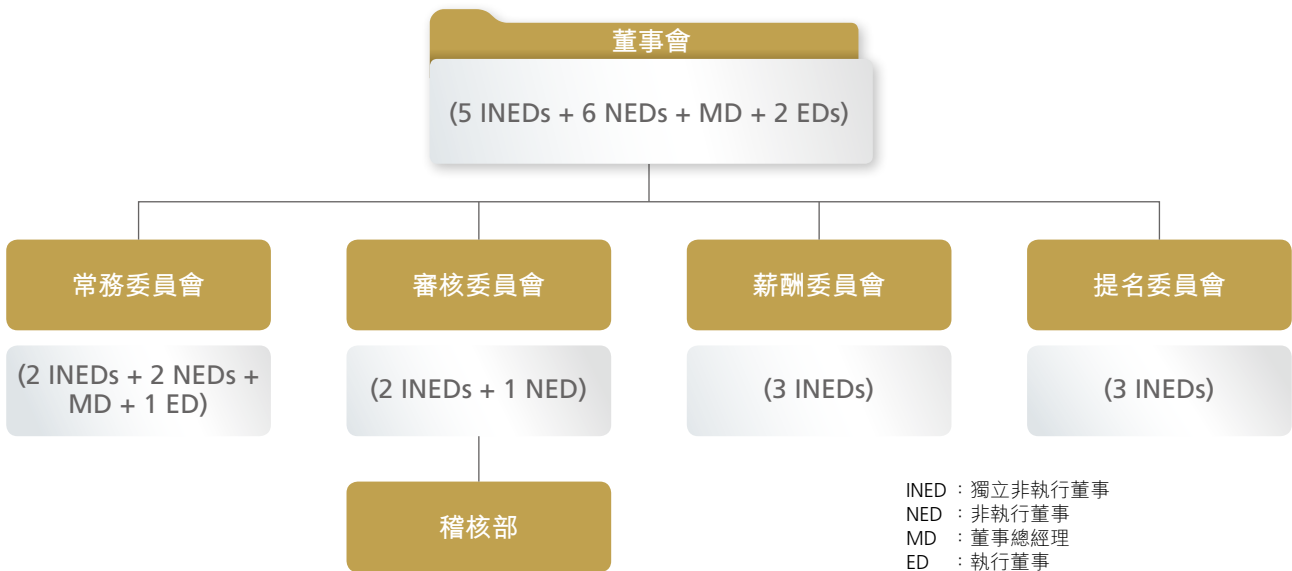 董事會
(5 INEDs + 6 NEDs + MD + 2 EDs)
常務委員會
審核委員會
薪酬委員會
提名委員會
(2 INEDs + 2 NEDs +
MD + 1 ED)
(2 INEDs + 1 NED)
(3 INEDs)
(3 INEDs)
稽核部
INED ：獨立非執行董事
NED ：非執行董事
MD ：董事總經理
ED ：執行董事